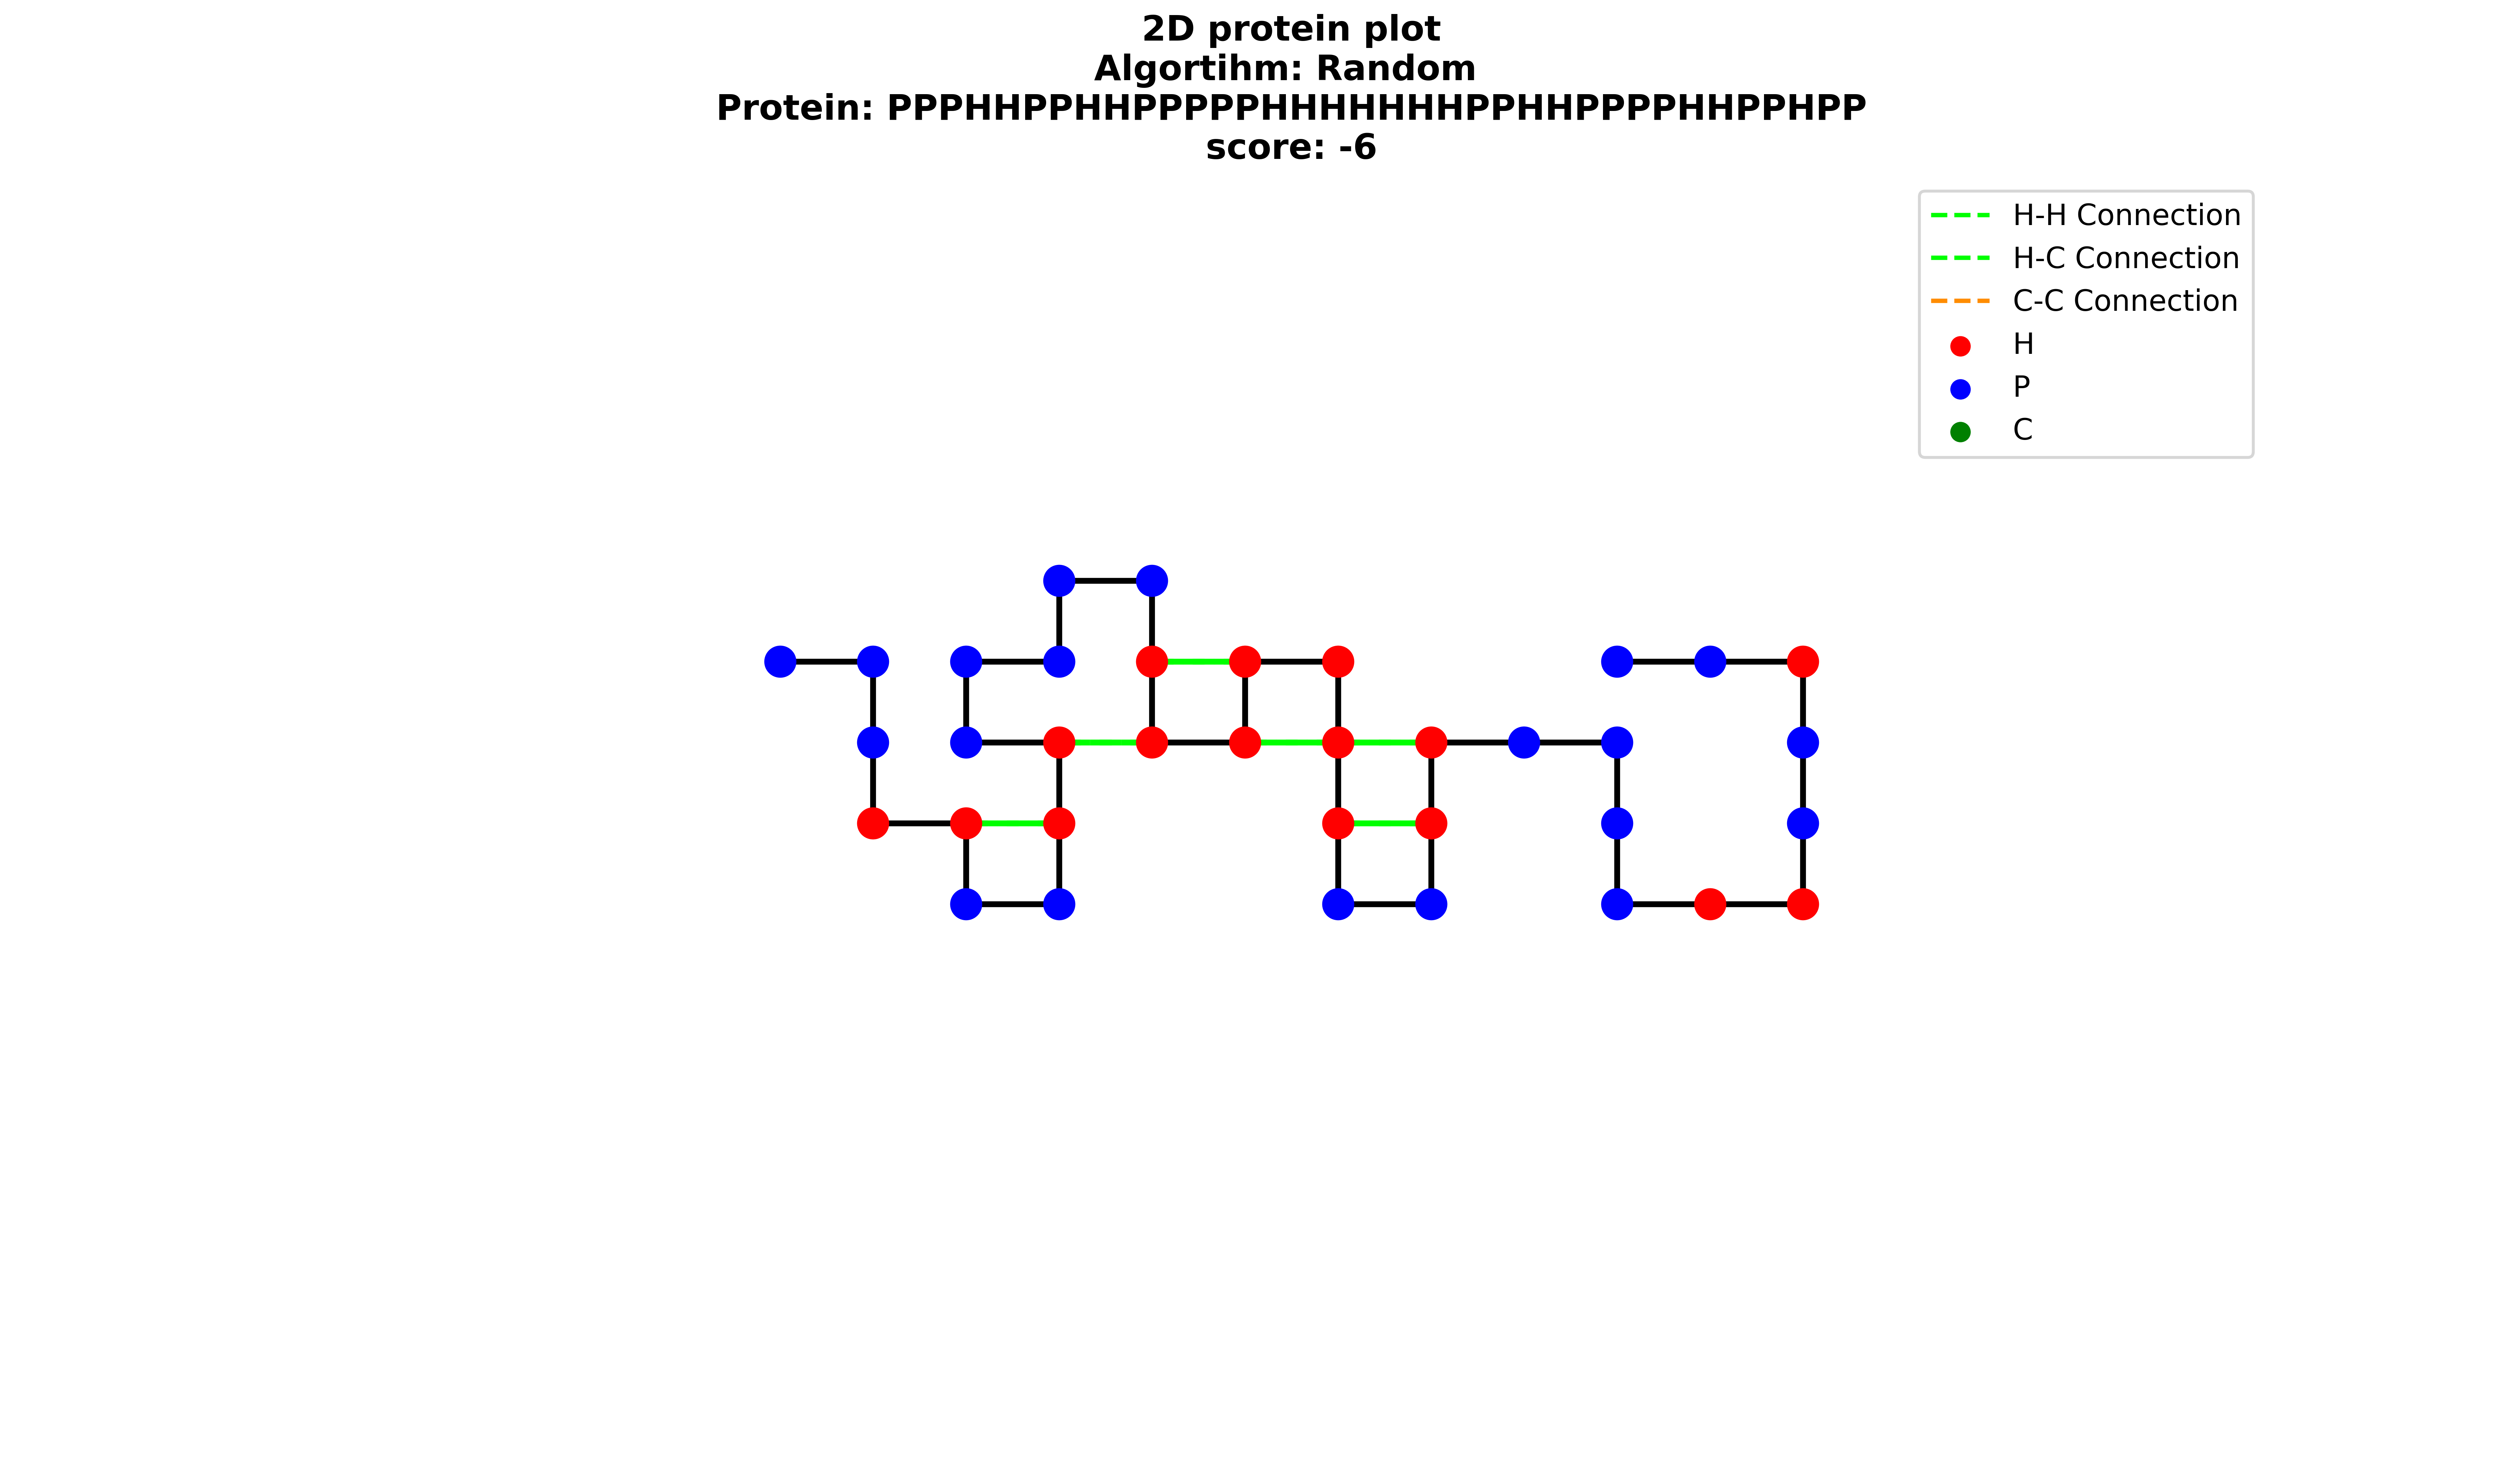 2D protein plot
Algortihm: Random
Protein: PPPHHPPHHPPPPPHHHHHHHPPHHPPPPHHPPHPP
score: -6
H-H Connection
H-C Connection
C-C Connection
H
P
C